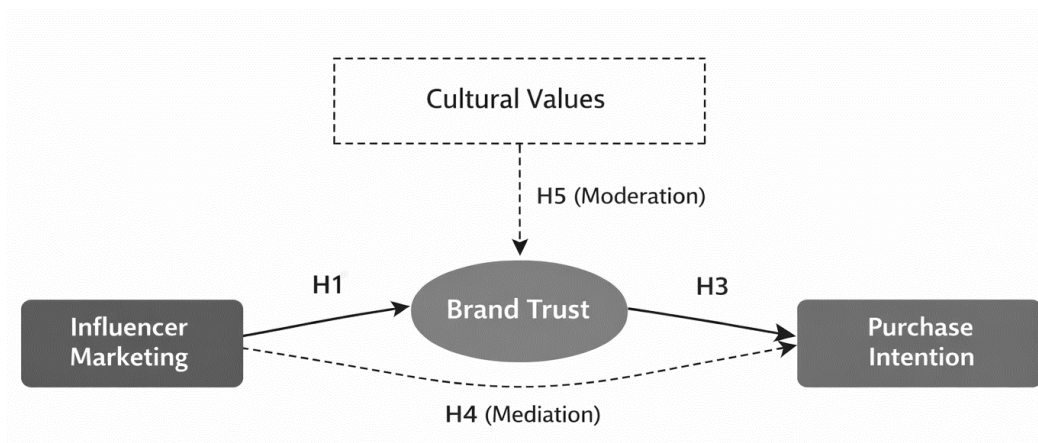 Cultural Values
H5 (Moderation)
H1
Brand Trust
H3
Influencer
Marketing
Purchase
Intention
H4 (Mediation)